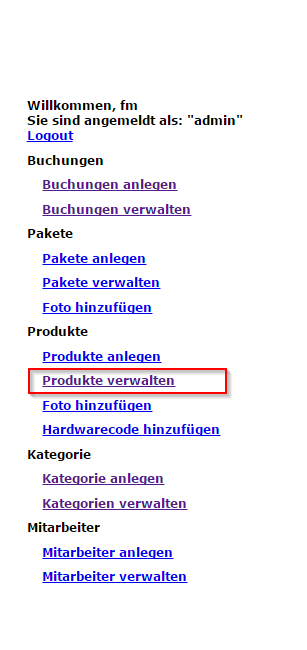 Willkommen, fm
Sie sind angemeldt als: "admin"
Logout
Buchungen
Buchungen anlegen
Buchungen verwalten
Pakete
Pakete anlegen
Pakete verwalten
Foto hinzufügen
Produkte
Produkte anlegen
Produkte verwalten
Foto hinzufügen
Hardwarecode hinzufügen
Kategorie
Kategorie anlegen
Kategorien verwalten
Mitarbeiter
Mitarbeiter anlegen
Mitarbeiter verwalten